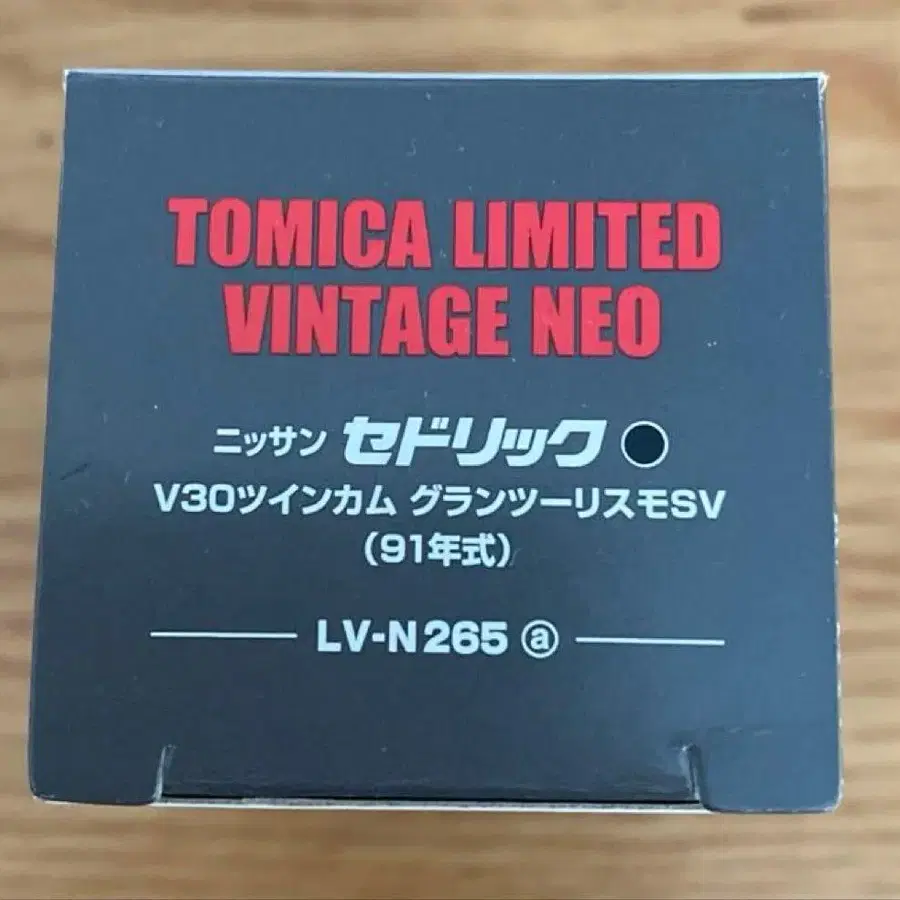 TOMICA LIMITED
VINTAGE NEO
ニッサン セドリック
V30ツインカム グランツーリスモSV
(91年式)
LV-N265 ⓐ